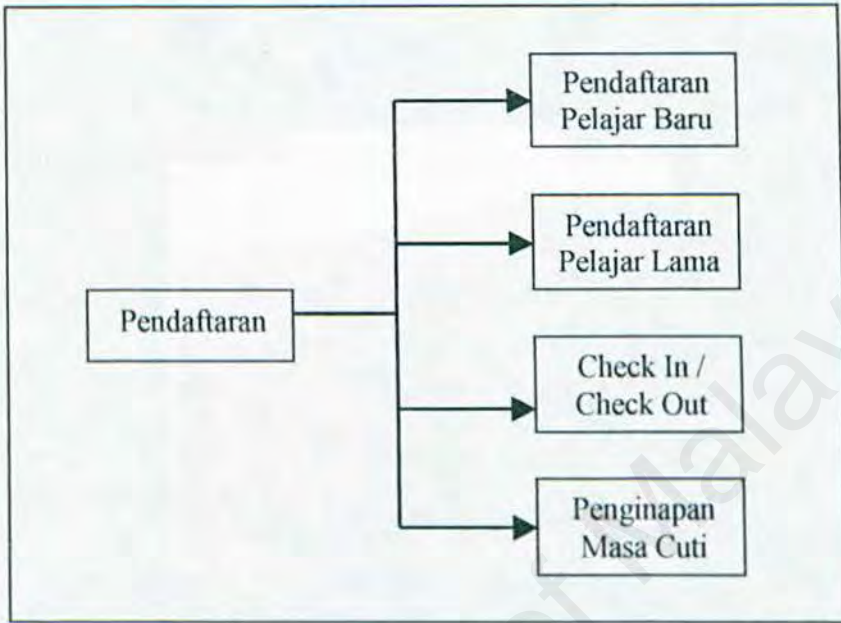 Pendaftaran
Pendaftaran
Pelajar Baru
Pendaftaran
Pelajar Lama
Check In /
Check Out
Penginapan
Masa Cuti